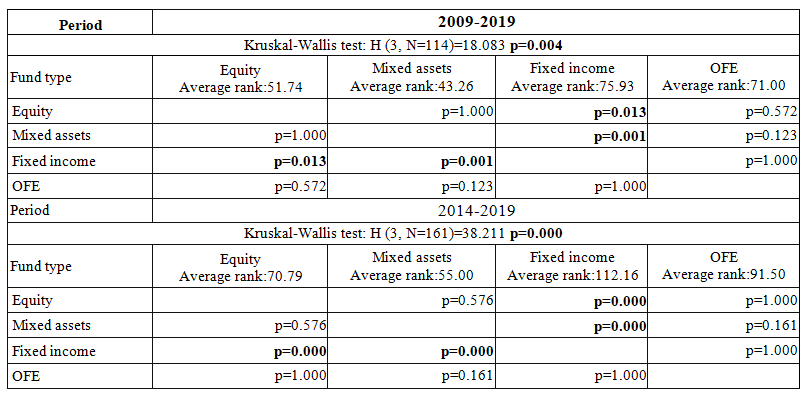 Period 2009-2019
Kruskal-Wallis test: H (3, N=114)=18.083 p=0.004
Fund type Equity Average rank:51.74 Mixed assets Average rank:43.26 Fixed income Average rank:75.93 OFE Average rank:71.00
Equity p=1.000 p=0.013 p=0.572
Mixed assets p=1.000 p=0.001 p=0.123
Fixed income p=0.013 p=0.001 p=1.000
OFE p=0.572 p=0.123 p=1.000
Period 2014-2019
Kruskal-Wallis test: H (3, N=161)=38.211 p=0.000
Fund type Equity Average rank:70.79 Mixed assets Average rank:55.00 Fixed income Average rank:112.16 OFE Average rank:91.50
Equity p=0.576 p=0.000 p=1.000
Mixed assets p=0.576 p=0.000 p=0.161
Fixed income p=0.000 p=0.000 p=1.000
OFE p=1.000 p=0.161 p=1.000